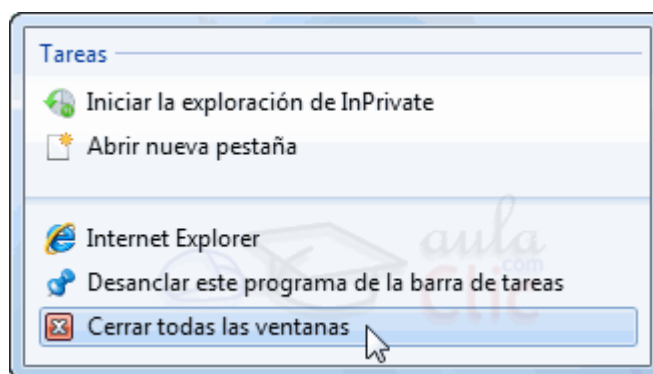 Tareas
Iniciar la exploración de InPrivate
Abrir nueva pestaña
Internet Explorer
Desanclar este programa de la barra de tareas
Cerrar todas las ventanas
aula
Clic
.com